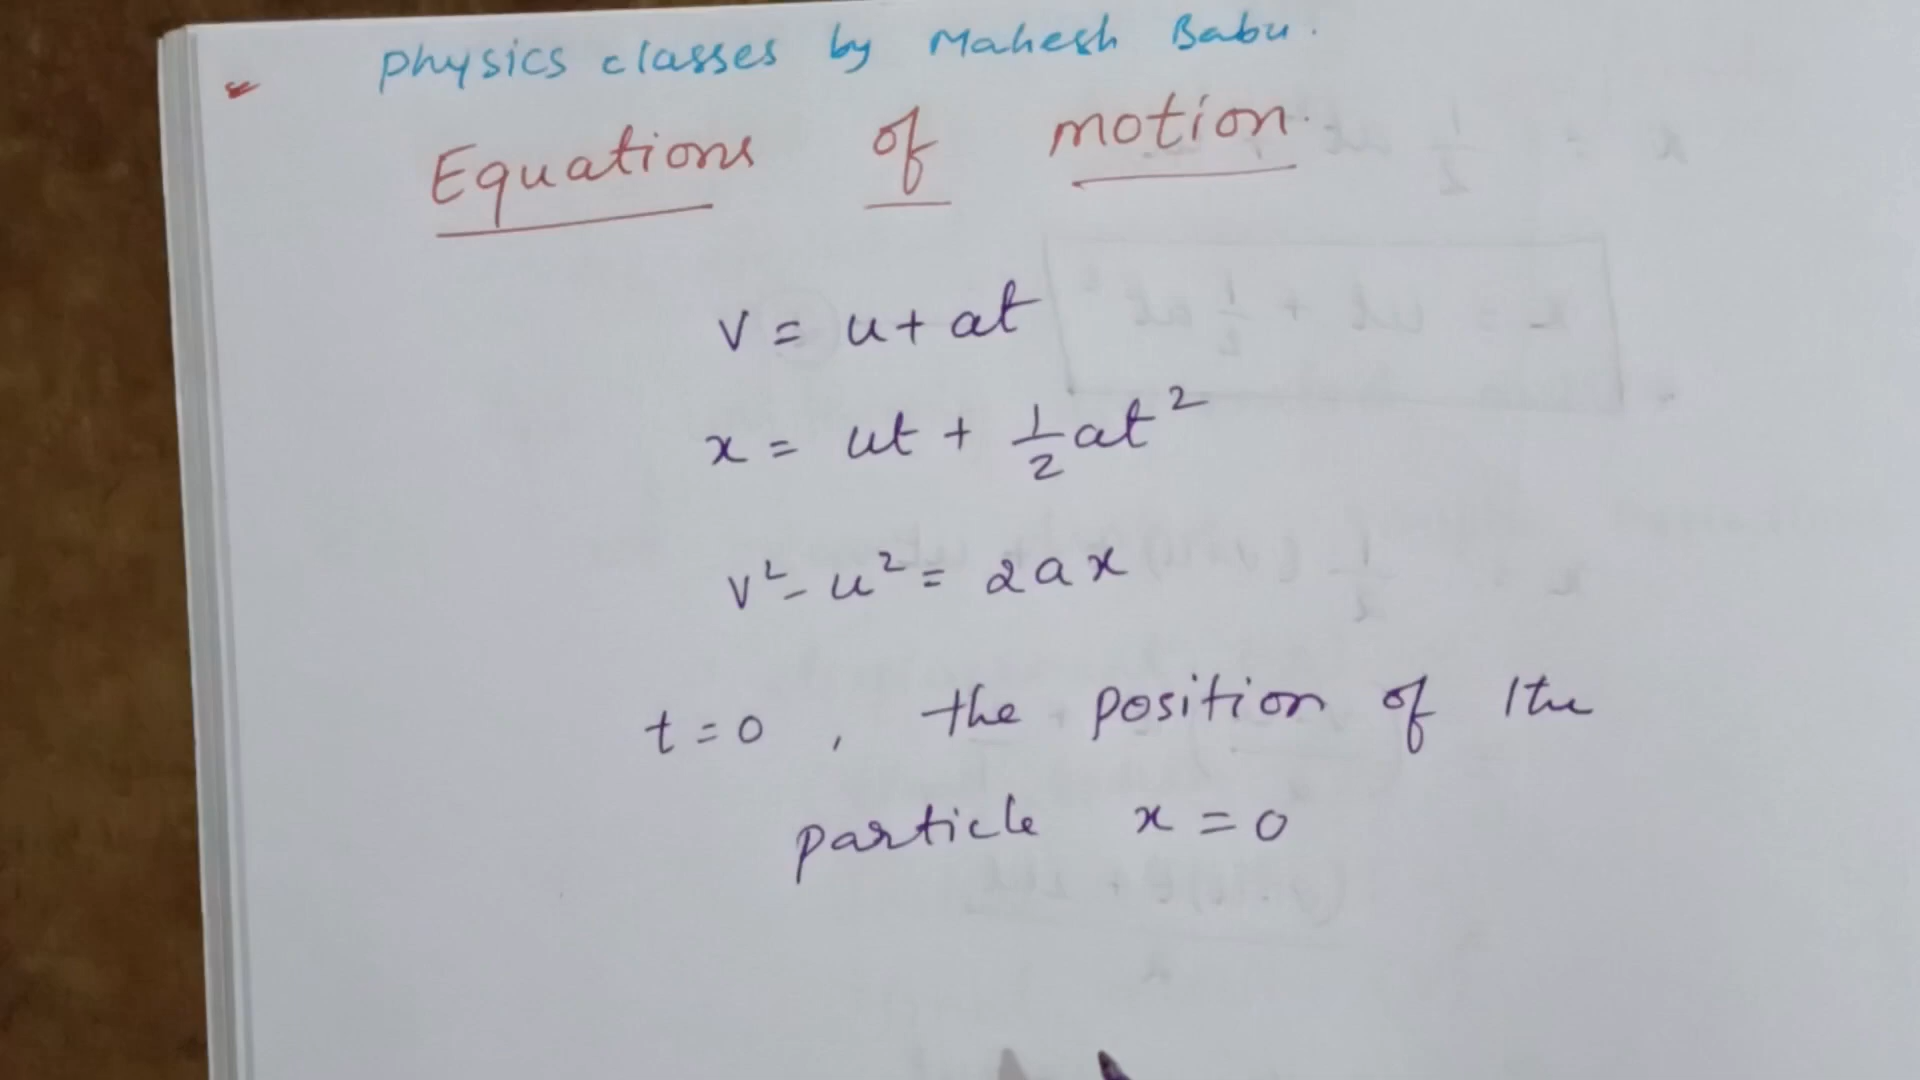 Physics classes by Mahesh Babu.
Equations of motion.
v = u + at
x = ut + 1/2 at²
v² - u² = 2ax
t = 0 , the position of the
particle x = 0